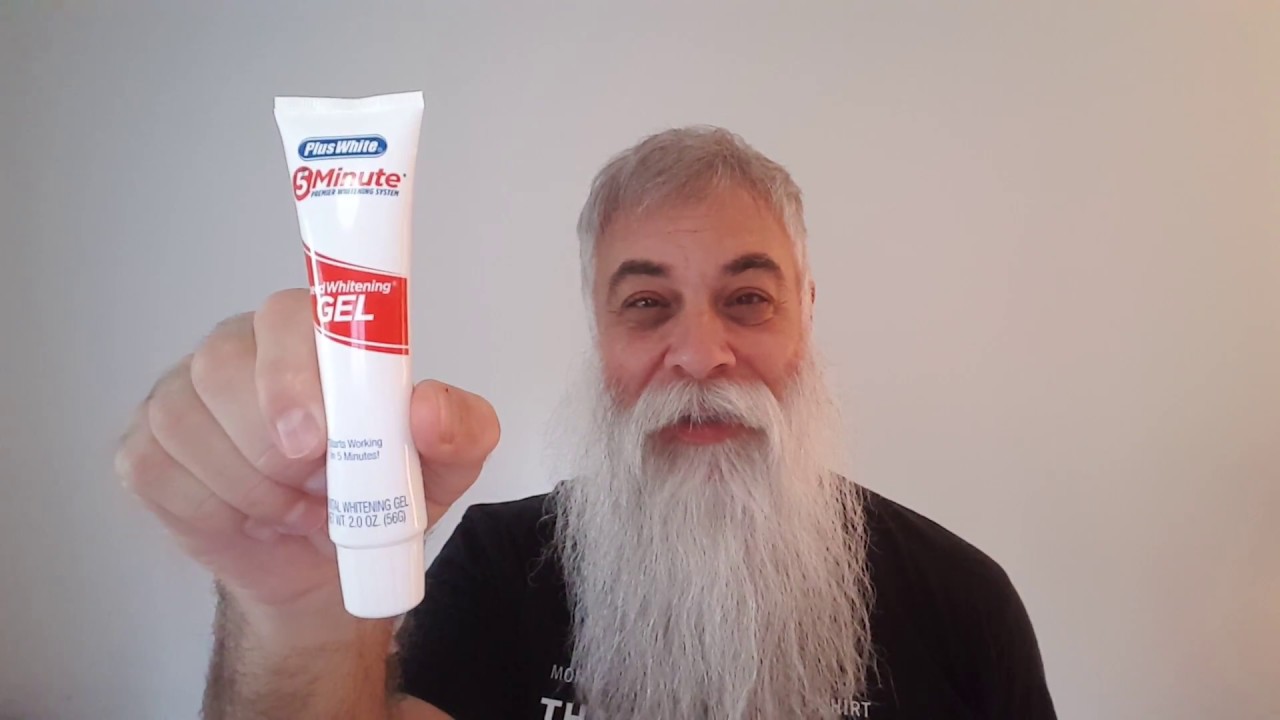 Plus White
5 Minute
PREMIER WHITENING SYSTEM
Whitening
GEL
Starts Working
in 5 Minutes!
WHITENING GEL
WT 2.0 OZ. (56G)